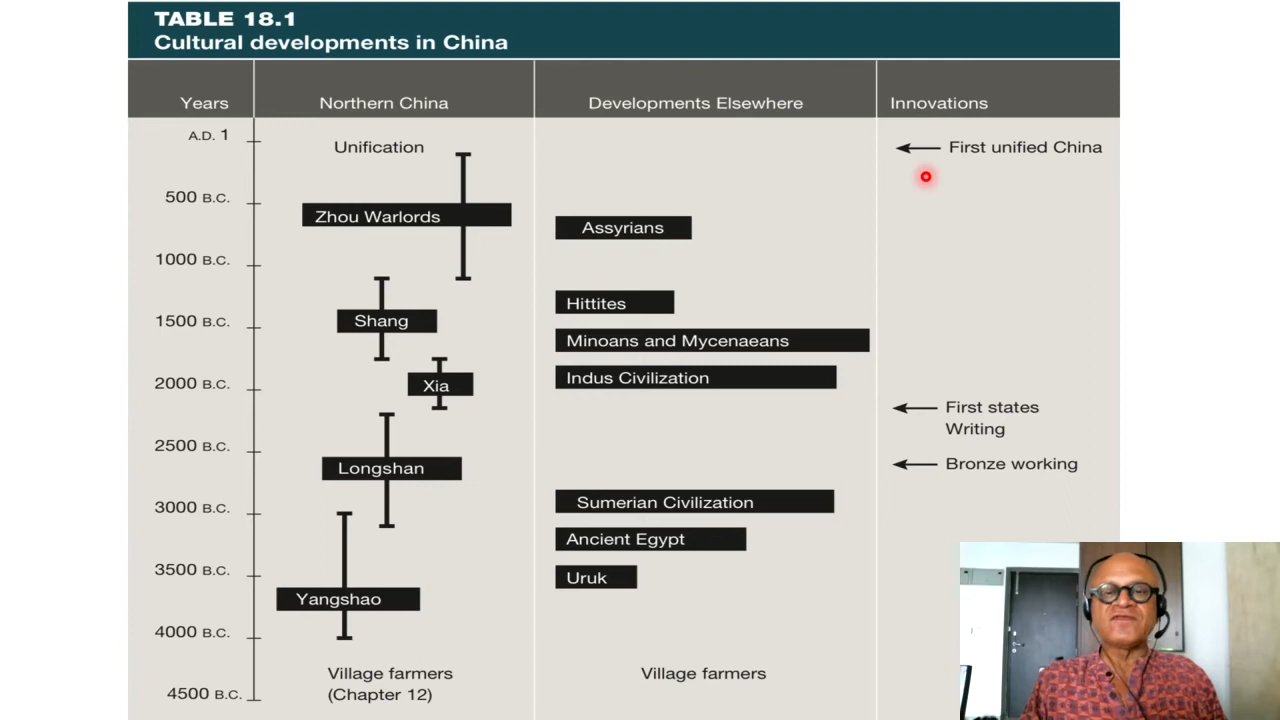 TABLE 18.1
Cultural developments in China
Years
Northern China
Developments Elsewhere
Innovations
A.D. 1
Unification
First unified China
500 B.C.
Zhou Warlords
Assyrians
1000 B.C.
Hittites
Shang
1500 B.C.
Minoans and Mycenaeans
Indus Civilization
2000 B.C.
Xia
First states
Writing
2500 B.C.
Longshan
Bronze working
3000 B.C.
Sumerian Civilization
Ancient Egypt
3500 B.C.
Uruk
Yangshao
4000 B.C.
Village farmers
(Chapter 12)
Village farmers
4500 B.C.